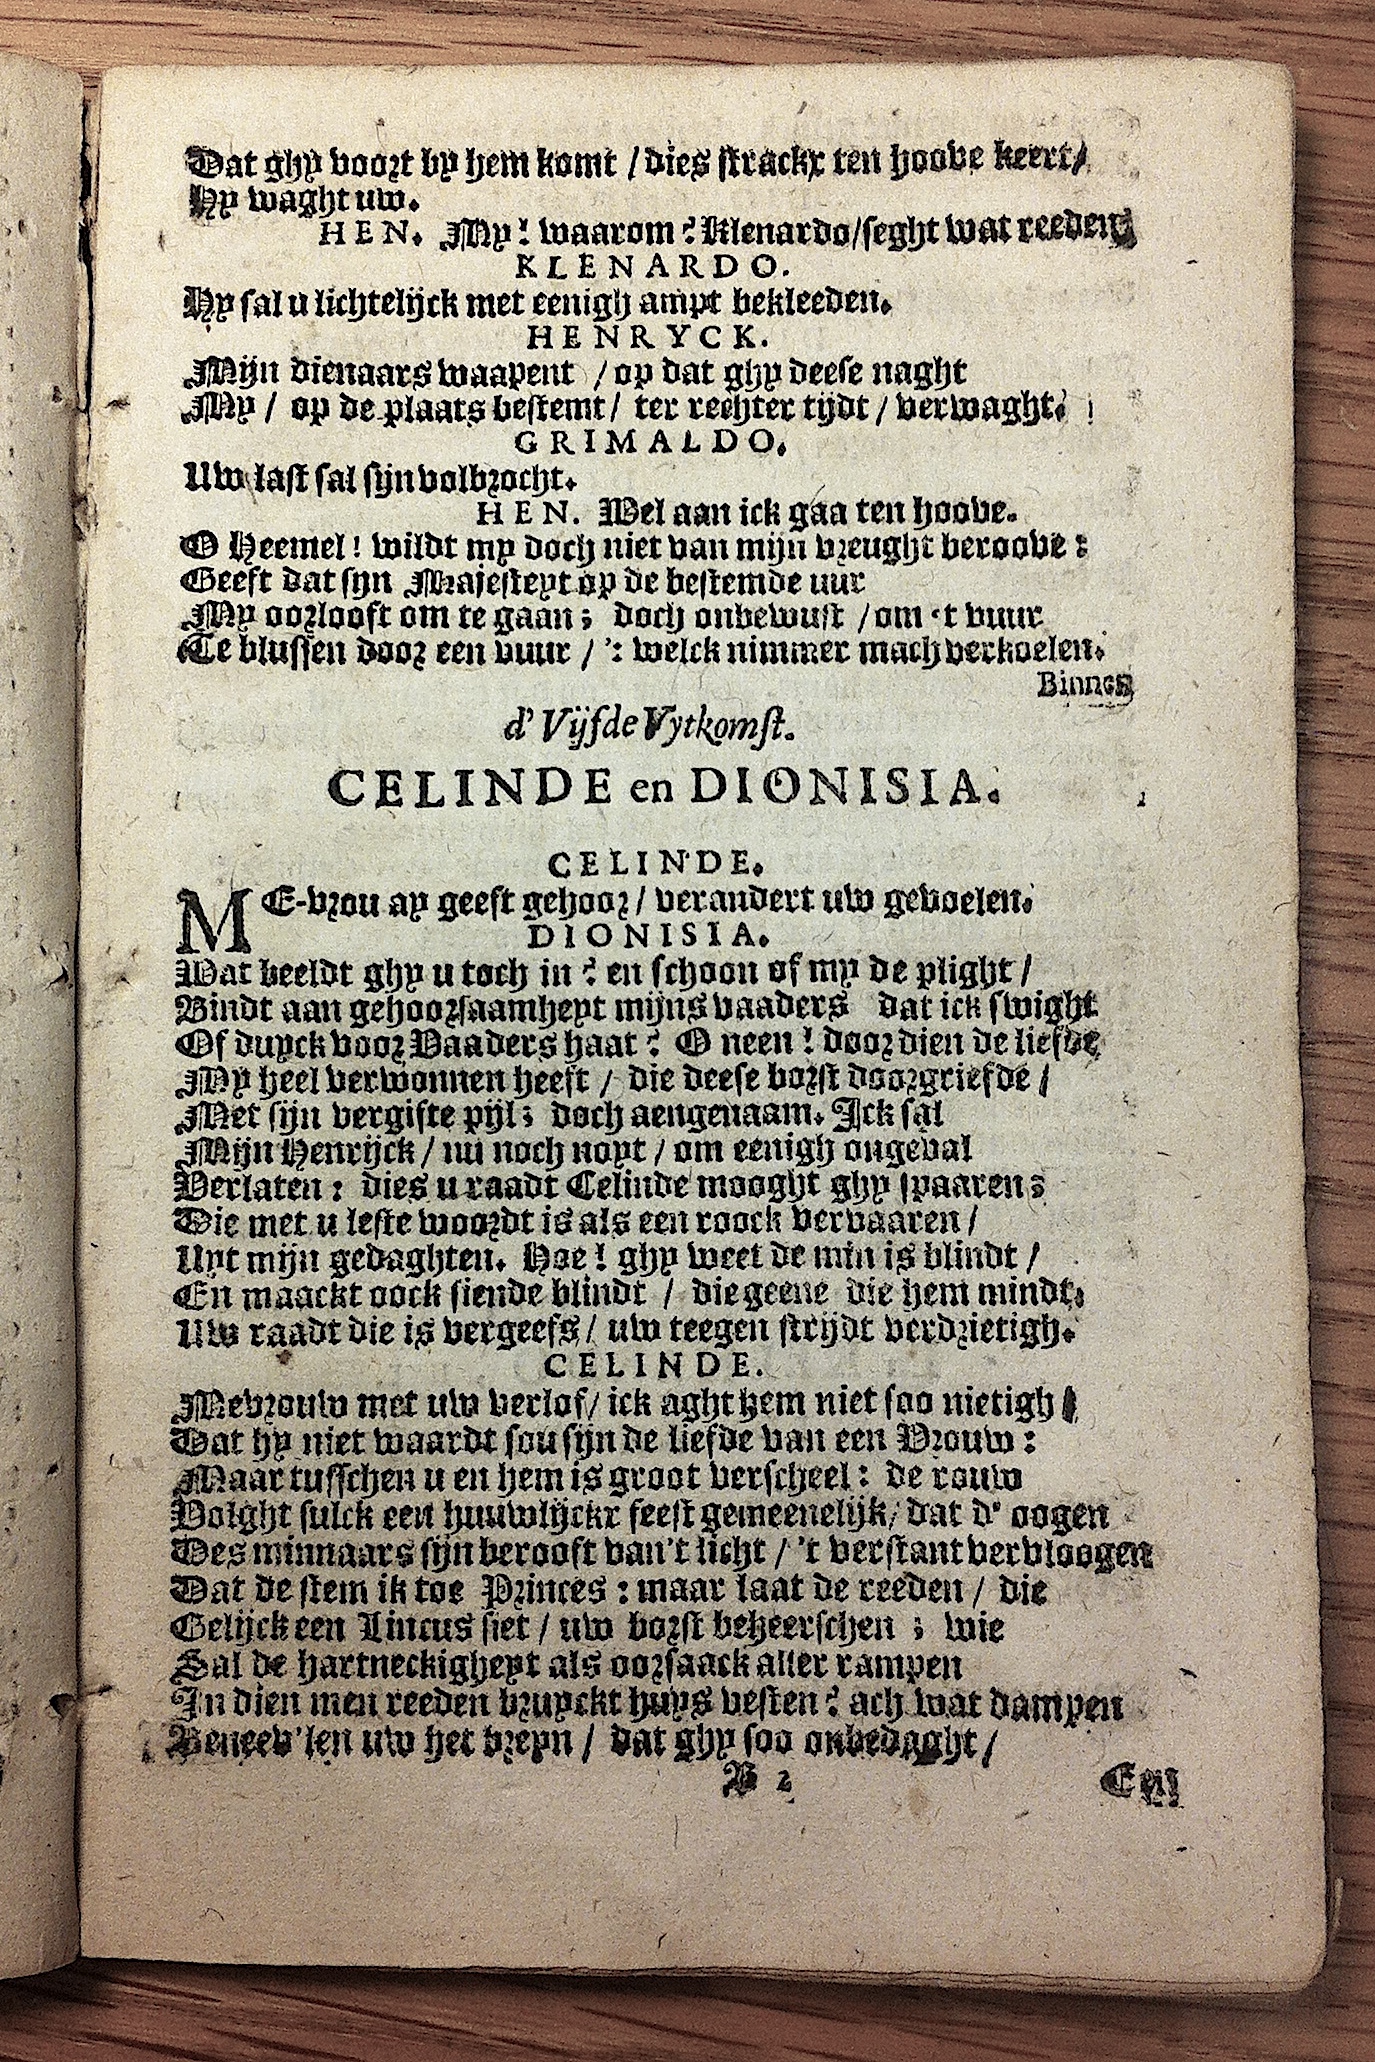 Dat ghy voort by hem komt / dies strackx ten hoove keert /
Hy waght uw.
HEN. My! waarom? Klenardo / seght wat reeden
KLENARDO.
Hy sal u lichtelijck met eenigh ampt bekleeden.
HENRYCK.
Mijn dienaars waapent / op dat ghy deese naght
My / op de plaats bestemt / ter rechter tijdt / verwaght.
GRIMALDO.
Uw last sal sijn volbrocht.
HEN. Wel aan ick gaa ten hoove.
O Heemel! wildt my doch niet van mijn vreught beroove:
Geeft dat syn Majesteyt op de bestemde uur
My oorlooft om te gaan; doch onbewust / om 't vuur
Te blussen door een vuur / 't welck nimmer mach verkoelen.
Binnen
d' Vijfde Vytkomst.
CELINDE en DIONISIA.
CELINDE.
ME-vrou ay geeft gehoor / verandert uw gevoelen.
DIONISIA.
Wat beeldt ghy u toch in? en schoon of my de plight /
Bindt aan gehoorsaamheyt mijns vaaders dat ick swight
Of duyck voor Vaaders haat? O neen! door dien de liefde
My heel verwonnen heeft / die deese borst doorgriefde /
Met sijn vergifte pijl; doch aengenaam. Ick sal
Mijn Henrijck / nu noch noyt / om eenigh ongeval
Verlaten: dies u raadt Celinde mooght ghy spaaren;
Die met u leste woordt is als een roock vervaaren /
Uyt mijn gedaghten. Hoe! ghy weet de min is blindt /
En maackt oock siende blindt / die geene die hem mindt.
Uw raadt die is vergeefs / uw teegen strijdt verdrietigh.
CELINDE.
Mevrouw met uw verlof / ick aght hem niet soo nietigh /
Dat hy niet waardt sou sijn de liefde van een Vrouw:
Maar tusschen u en hem is groot verscheel: de rouw
Volght sulck een huuwlijckx feest gemeenelijk / dat d' oogen
Des minnaars sijn berooft van 't licht / 't verstant vervloogen
Dat de stem ik toe Princes: maar laat de reeden / die
Gelijck een Lincus siet / uw borst beheerschen; wie
Sal de hartneckigheyt als oorsaack aller rampen
In dien men reeden bruyckt huys vesten? ach wat dampen
Beneev'len uw het breyn / dat ghy soo onbedaght /
B 2
Een